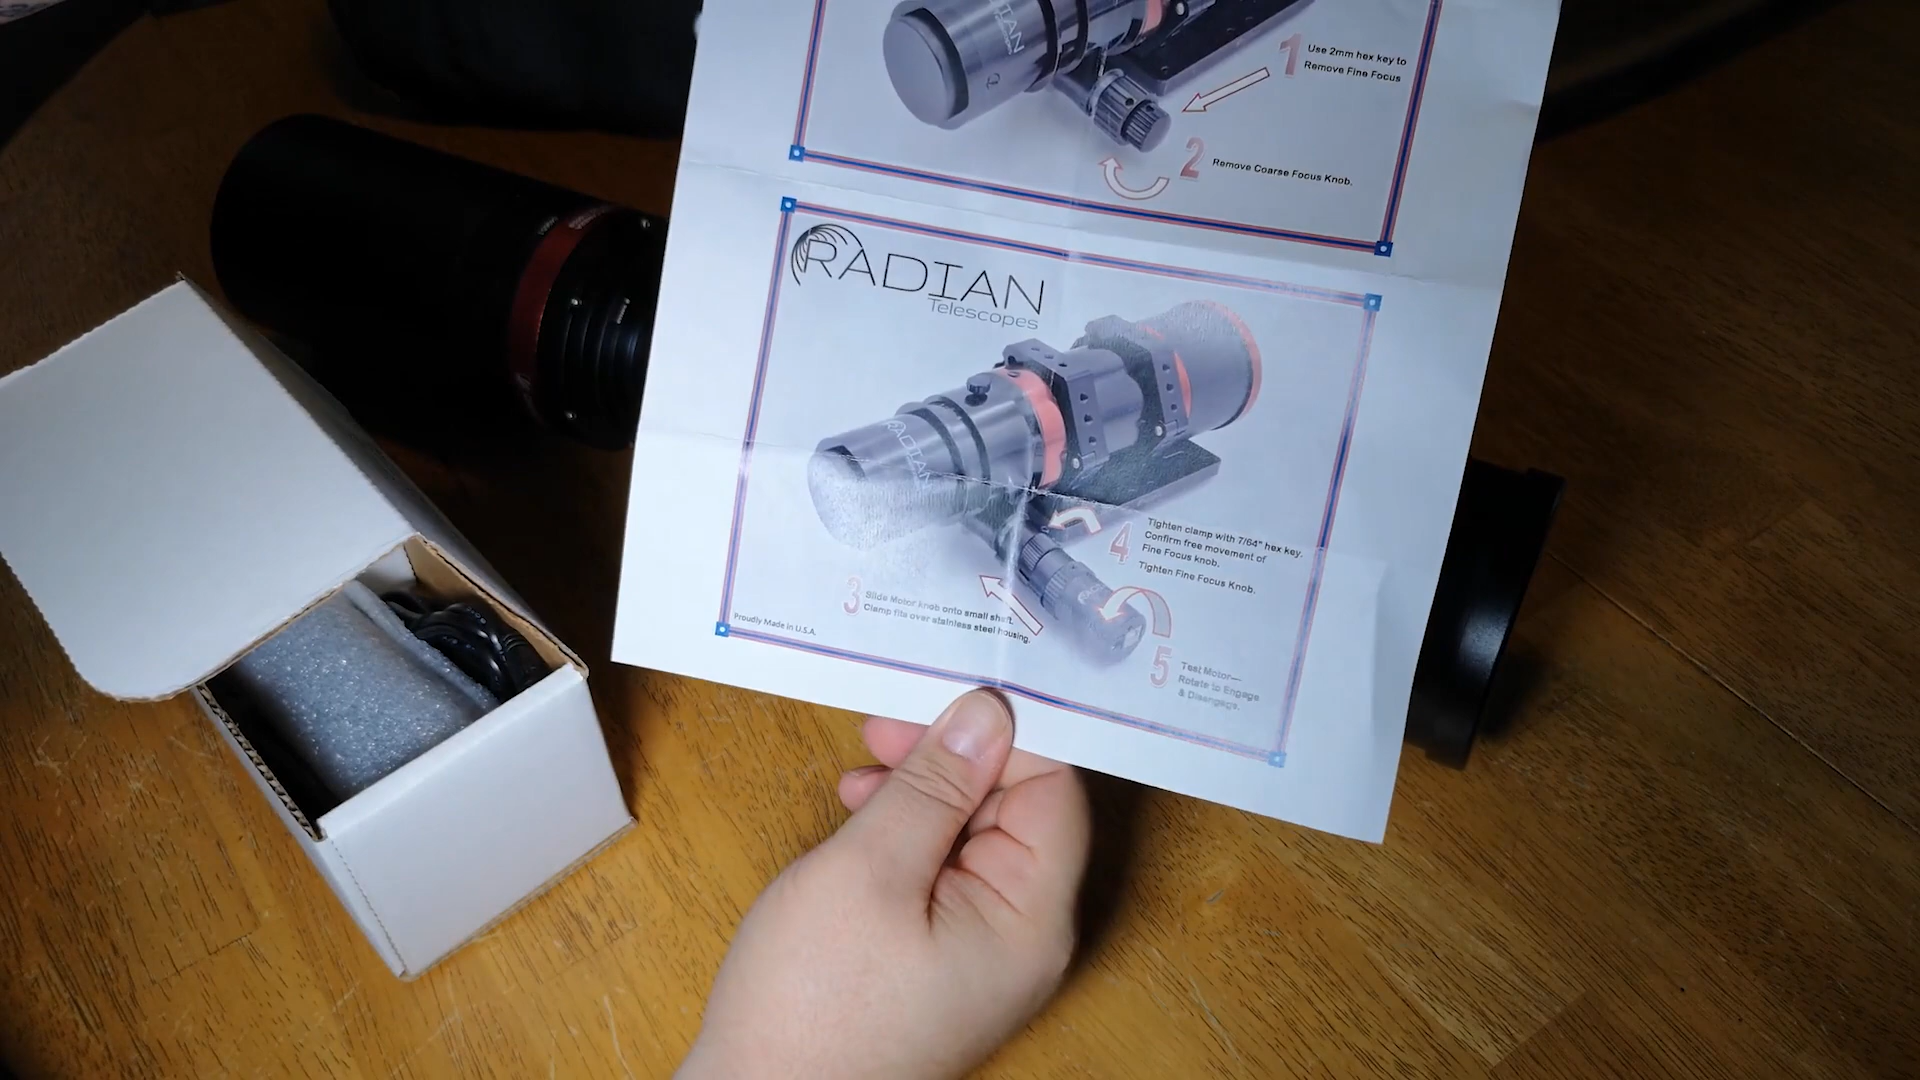 RADIAN
1
Use 2mm hex key to
Remove Fine Focus
2
Remove Coarse Focus Knob.
RADIAN
Telescopes
RADIAN
4
Tighten clamp with 7/64" hex key.
Confirm free movement of
Fine Focus knob.
Tighten Fine Focus Knob.
3
Slide Motor knob onto small shaft.
Clamp fits over stainless steel housing.
5
Test Motor—
Rotate to Engage
& Disengage.
Proudly Made in U.S.A.